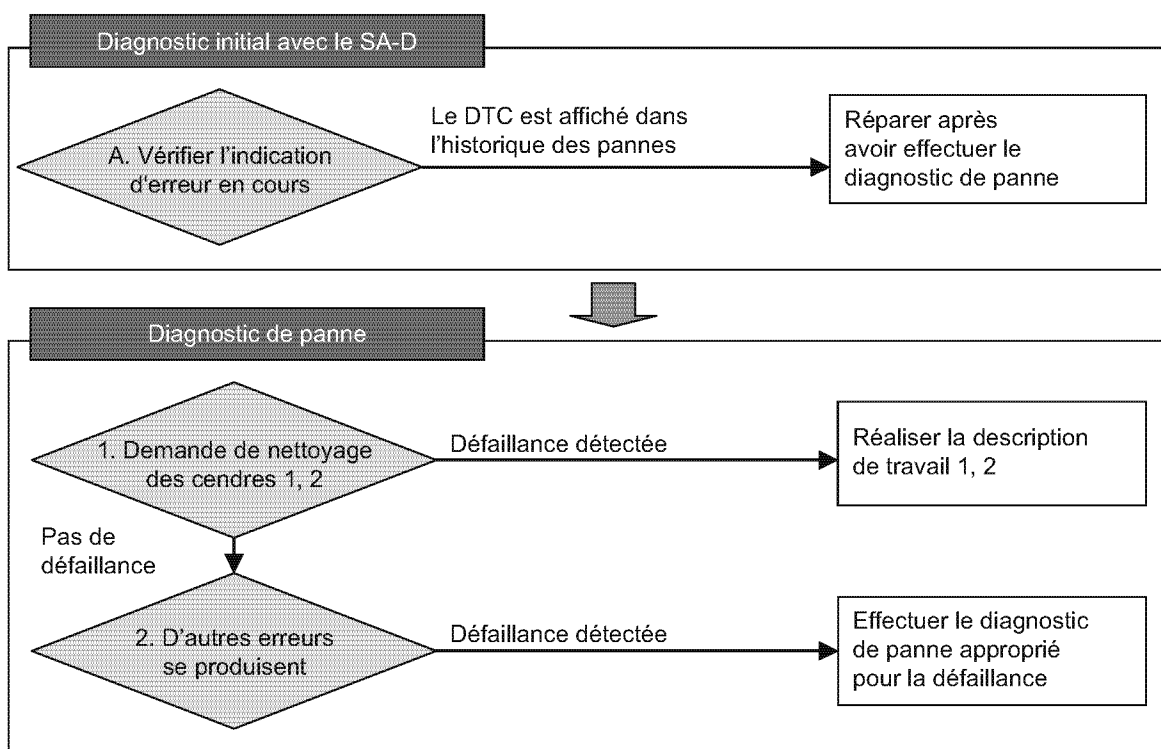 Diagnostic initial avec le SA-D
A. Vérifier l'indication
d'erreur en cours
Le DTC est affiché dans
l'historique des pannes
Réparer après
avoir effectuer le
diagnostic de panne
Diagnostic de panne
1. Demande de nettoyage
des cendres 1, 2
Défaillance détectée
Réaliser la description
de travail 1, 2
Pas de
défaillance
2. D'autres erreurs
se produisent
Défaillance détectée
Effectuer le diagnostic
de panne approprié
pour la défaillance